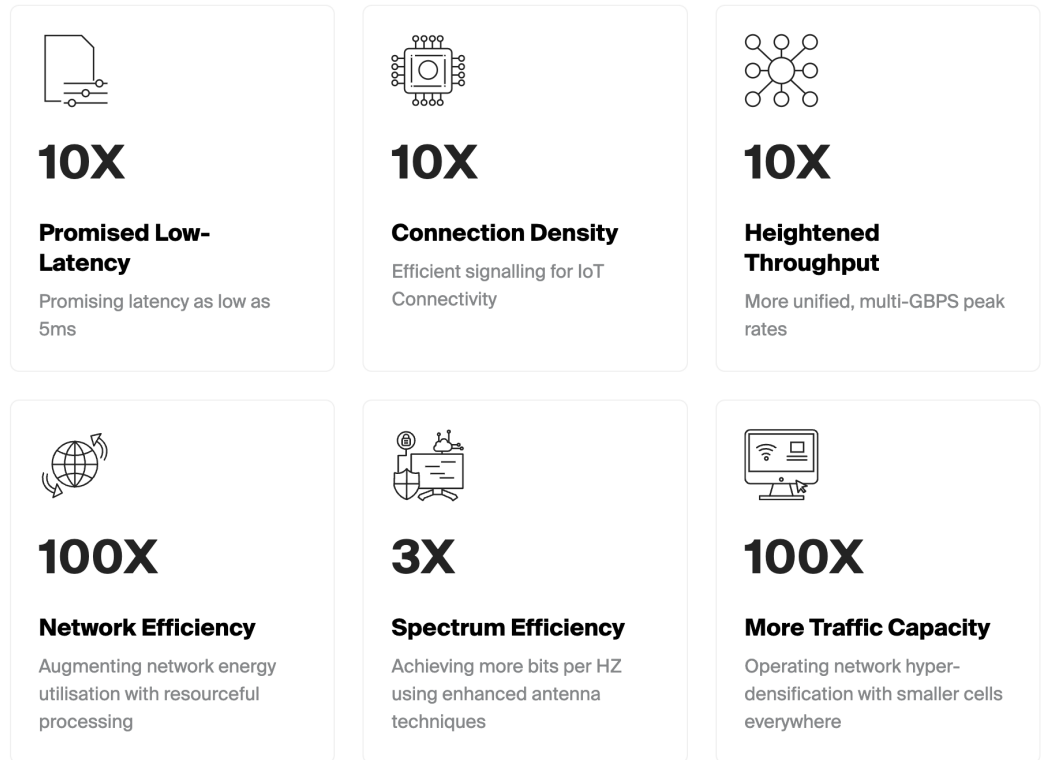 10X
Promised Low-
Latency
Promising latency as low as
5ms
10X
Connection Density
Efficient signalling for IoT
Connectivity
10X
Heightened
Throughput
More unified, multi-GBPS peak
rates
100X
Network Efficiency
Augmenting network energy
utilisation with resourceful
processing
3X
Spectrum Efficiency
Achieving more bits per HZ
using enhanced antenna
techniques
100X
More Traffic Capacity
Operating network hyper-
densification with smaller cells
everywhere